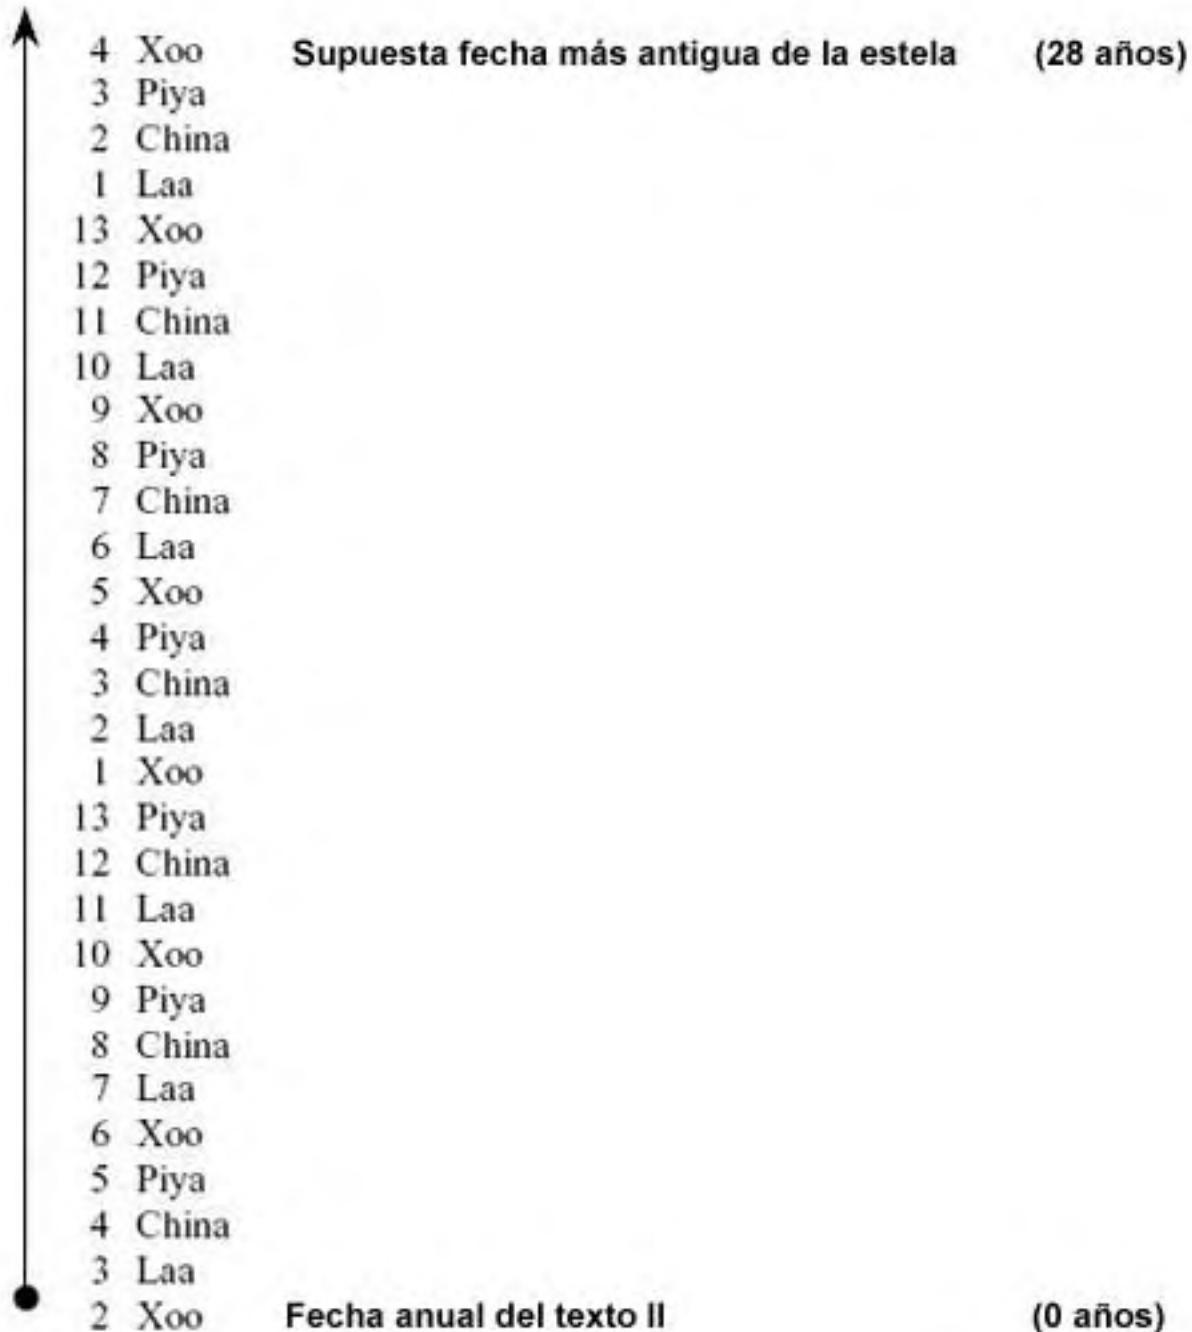 4 Xoo Supuesta fecha más antigua de la estela (28 años)
3 Piya
2 China
1 Laa
13 Xoo
12 Piya
11 China
10 Laa
9 Xoo
8 Piya
7 China
6 Laa
5 Xoo
4 Piya
3 China
2 Laa
1 Xoo
13 Piya
12 China
11 Laa
10 Xoo
9 Piya
8 China
7 Laa
6 Xoo
5 Piya
4 China
3 Laa
2 Xoo Fecha anual del texto II (0 años)